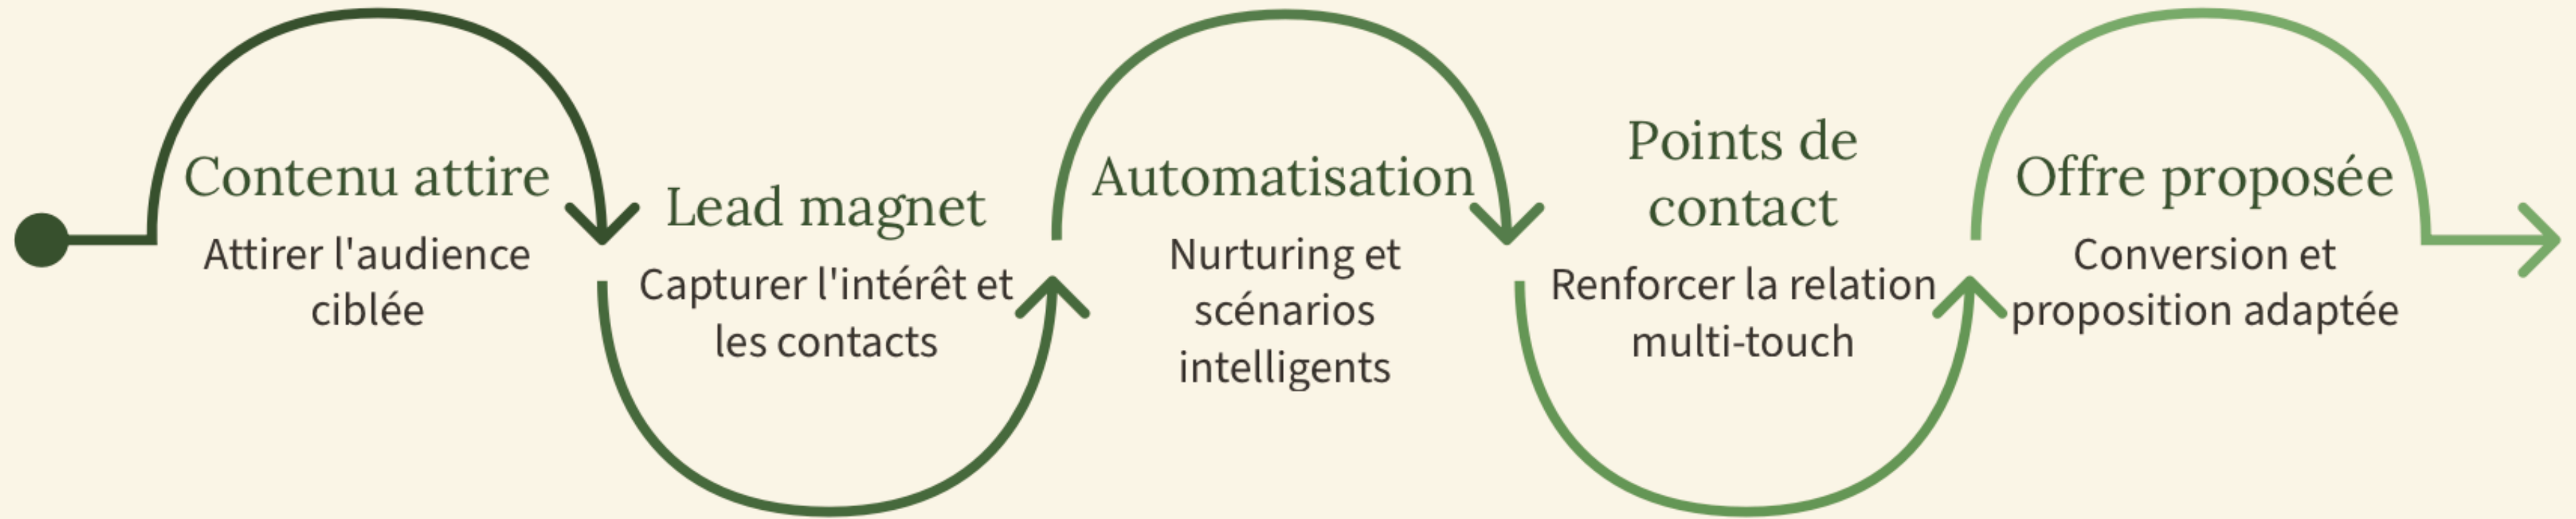 Contenu attire
Attirer l'audience
ciblée
Lead magnet
Capturer l'intérêt et
les contacts
Automatisation
Nurturing et
scénarios
intelligents
Points de
contact
Renforcer la relation
multi-touch
Offre proposée
Conversion et
proposition adaptée